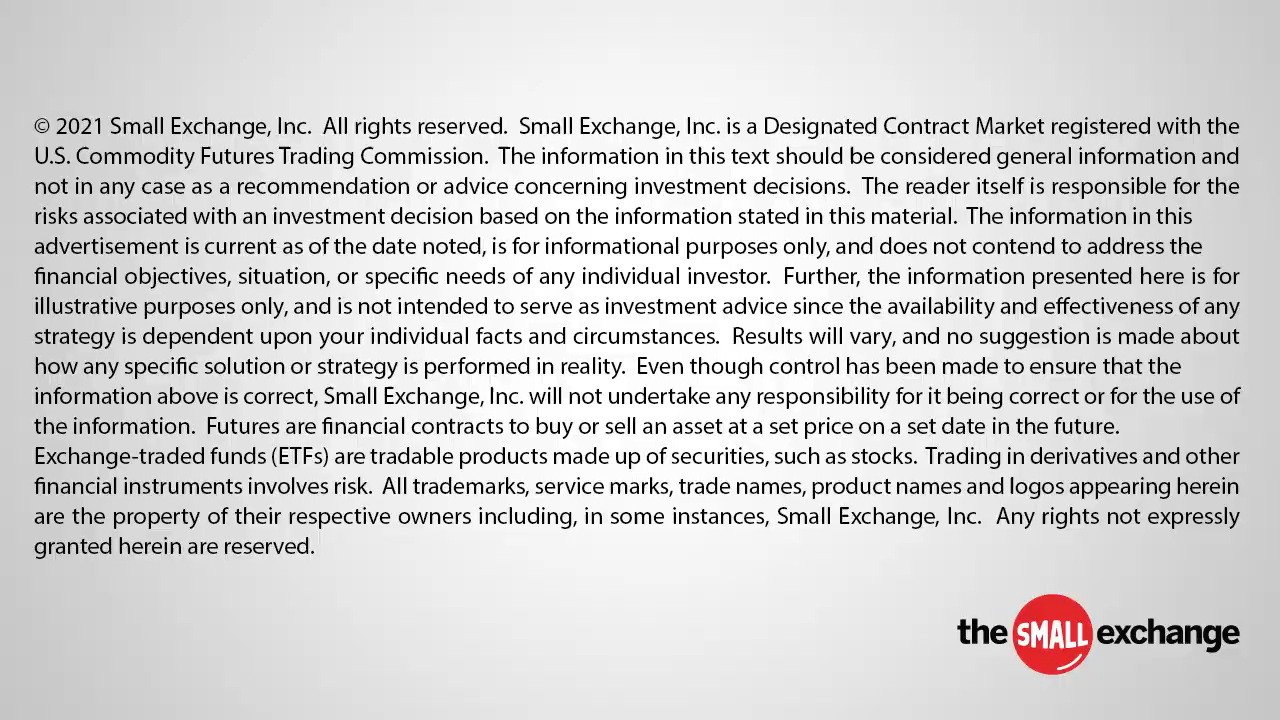 © 2021 Small Exchange, Inc.  All rights reserved.  Small Exchange, Inc. is a Designated Contract Market registered with the
U.S. Commodity Futures Trading Commission.  The information in this text should be considered general information and
not in any case as a recommendation or advice concerning investment decisions.  The reader itself is responsible for the
risks associated with an investment decision based on the information stated in this material.  The information in this
advertisement is current as of the date noted, is for informational purposes only, and does not contend to address the
financial objectives, situation, or specific needs of any individual investor.  Further, the information presented here is for
illustrative purposes only, and is not intended to serve as investment advice since the availability and effectiveness of any
strategy is dependent upon your individual facts and circumstances.  Results will vary, and no suggestion is made about
how any specific solution or strategy is performed in reality.  Even though control has been made to ensure that the
information above is correct, Small Exchange, Inc. will not undertake any responsibility for it being correct or for the use of
the information.  Futures are financial contracts to buy or sell an asset at a set price on a set date in the future.
Exchange-traded funds (ETFs) are tradable products made up of securities, such as stocks.  Trading in derivatives and other
financial instruments involves risk.  All trademarks, service marks, trade names, product names and logos appearing herein
are the property of their respective owners including, in some instances, Small Exchange, Inc.  Any rights not expressly
granted herein are reserved.
the SMALL exchange